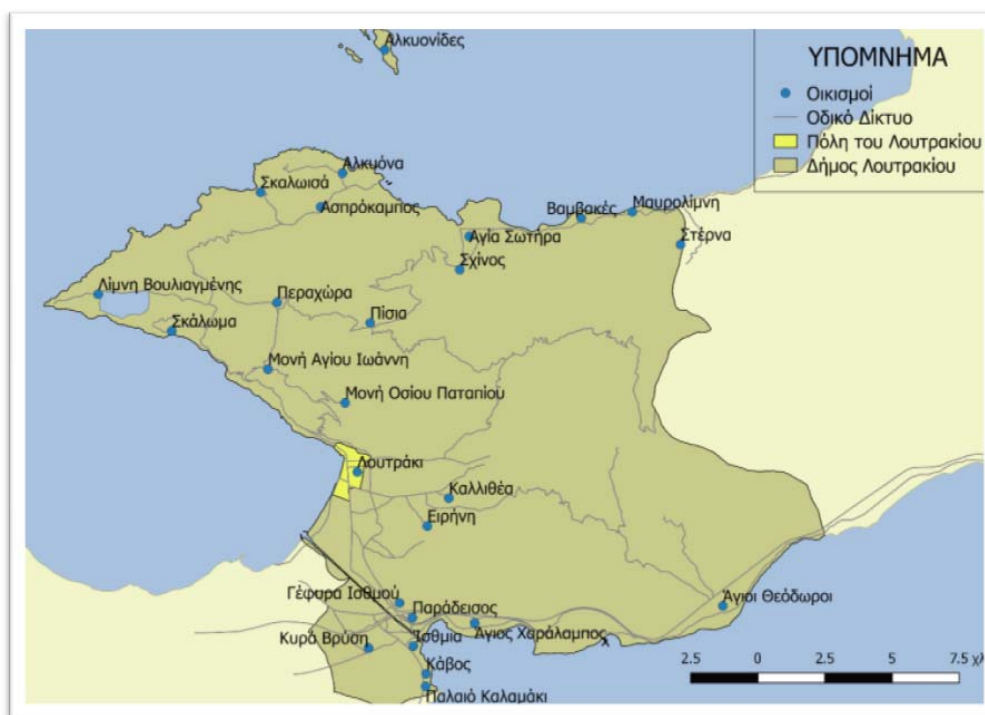 Αλκυονίδες
ΥΠΟΜΝΗΜΑ
Οικισμοί
Οδικό Δίκτυο
Πόλη του Λουτρακίου
Δήμος Λουτρακίου
Αλκυόνα
Σκαλωισά
Ασπρόκαμπος
Μαυρολίμνη
Βαμβακές
Αγία Σωτήρα
Στέρνα
Σχίνος
Λίμνη Βουλιαγμένης
Περαχώρα
Πίσια
Σκάλωμα
Μονή Αγίου Ιωάννη
Μονή Οσίου Παταπίου
Λουτράκι
Καλλιθέα
Ειρήνη
Γέφυρα Ισθμού
Άγιοι Θεόδωροι
Παράδεισος
Άγιος Χαράλαμπος
Κυρά Βρύση
Ίσθμια
Κάβος
Παλαιό Καλαμάκι
2.5 0 2.5 5 7.5 χλ